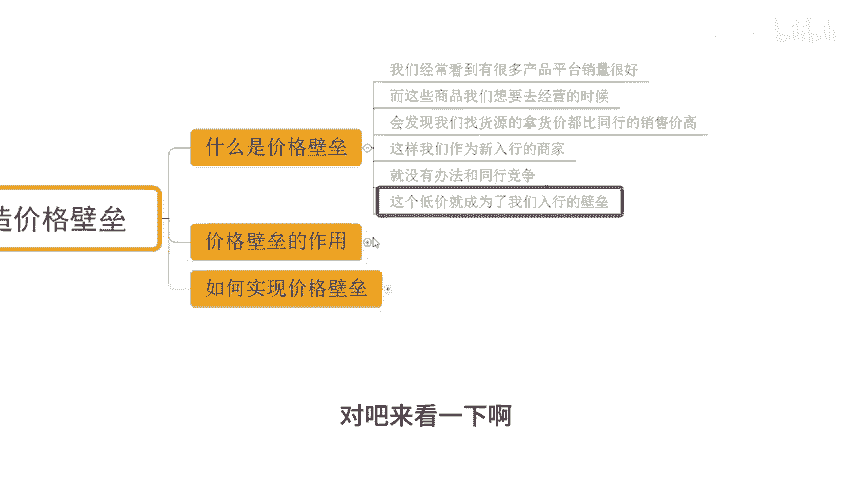 我们经常看到有很多产品平台销量很好
而这些商品我们想要去经营的时候
会发现我们找货源的拿货价都比同行的销售价高
这样我们作为新入行的商家
就没有办法和同行竞争
这个低价就成为了我们入行的壁垒
什么是价格壁垒
造价格壁垒
价格壁垒的作用
如何实现价格壁垒
对吧来看一下啊